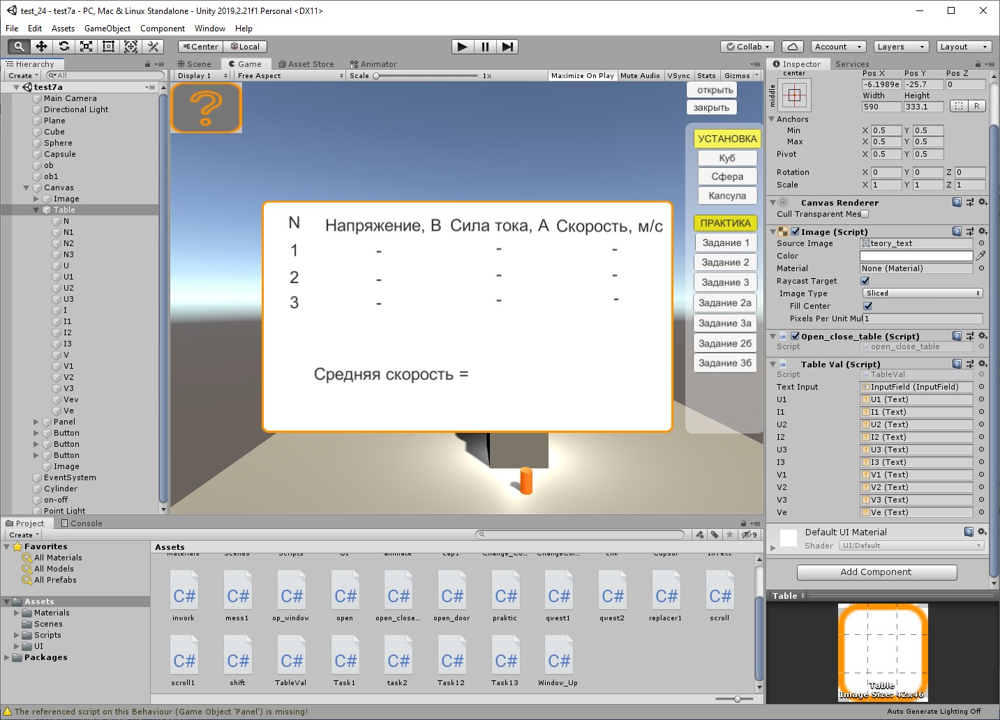 test_24 - test7a - PC, Mac & Linux Standalone - Unity 2019.2.21f1 Personal <DX11>
File Edit Assets GameObject Component Window Help
Center Local Collab Account Layers Layout
Hierarchy
Create All
test7a
Main Camera
Directional Light
Plane
Cube
Sphere
Capsule
ob
ob1
Canvas
Image
Table
N
N1
N2
N3
U
U1
U2
U3
I
I1
I2
I3
V
V1
V2
V3
Vev
Ve
Panel
Button
Button
Button
Image
EventSystem
Cylinder
on-off
Point Light
Scene Game Asset Store Animator
Display 1 Free Aspect Scale 1x Maximize On Play Mute Audio VSync Stats Gizmos
?
открыть
закрыть
УСТАНОВКА
Куб
Сфера
Капсула
ПРАКТИКА
Задание 1
Задание 2
Задание 3
Задание 2а
Задание 3а
Задание 2б
Задание 3б
N Напряжение, В Сила тока, А Скорость, м/с
1 - - -
2 - - -
3 - - -
Средняя скорость =
Inspector Services
center Pos X Pos Y Pos Z
middle -6.1989e -25.7 0
Width Height
590 333.1 R
Anchors
Min X 0.5 Y 0.5
Max X 0.5 Y 0.5
Pivot X 0.5 Y 0.5
Rotation X 0 Y 0 Z 0
Scale X 1 Y 1 Z 1
Canvas Renderer
Cull Transparent Mes
Image (Script)
Source Image teory_text
Color
Material None (Material)
Raycast Target
Image Type Sliced
Fill Center
Pixels Per Unit Mul 1
Open_close_table (Script)
Script open_close_table
Table Val (Script)
Script TableVal
Text Input InputField (InputField)
U1 U1 (Text)
I1 I1 (Text)
U2 U2 (Text)
I2 I2 (Text)
U3 U3 (Text)
I3 I3 (Text)
V1 V1 (Text)
V2 V2 (Text)
V3 V3 (Text)
Ve Ve (Text)
Default UI Material
Shader UI/Default
Add Component
Table
Table
Image Size: 42x46
Project Console
Create 9
Favorites
All Materials
All Models
All Prefabs
Assets
Materials
Scenes
Scripts
UI
Packages
Assets
Materials Scenes Scripts UI animate cap1 Change_Co... ChangeCol... clik Cupsul InText
C# C# C# C# C# C# C# C# C# C# C#
inwork mess1 op_window open open_close... open_door praktic qwest1 qwest2 replacer1 scroll
C# C# C# C# C# C# C# C#
scroll1 shift TableVal Task1 task2 Task12 Task13 Window_Up
The referenced script on this Behaviour (Game Object 'Panel') is missing!
Auto Generate Lighting Off